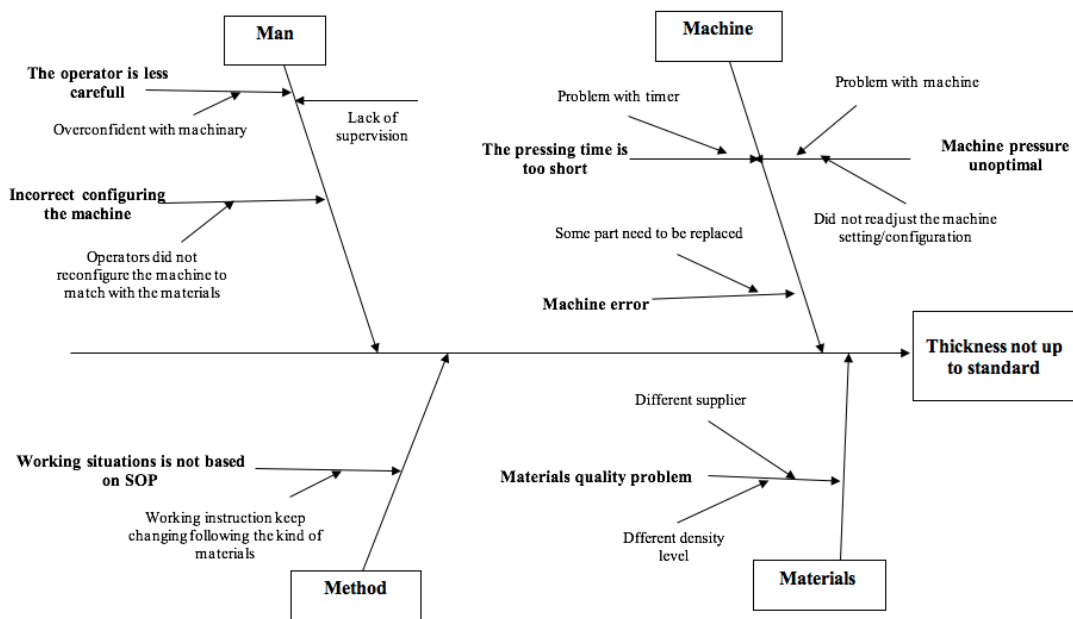 Man
Machine
The operator is less
carefull
Overconfident with machinary
Lack of
supervision
Problem with timer
Problem with machine
The pressing time is
too short
Machine pressure
unoptimal
Incorrect configuring
the machine
Did not readjust the machine
setting/configuration
Operators did not
reconfigure the machine to
match with the materials
Some part need to be replaced
Machine error
Thickness not up
to standard
Different supplier
Working situations is not based
on SOP
Materials quality problem
Working instruction keep
changing following the kind of
materials
Dfferent density
level
Method
Materials